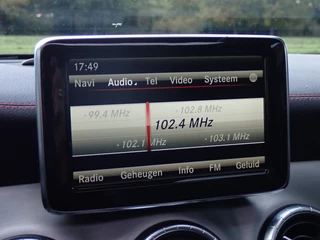 17:49
Navi Audio Tel Video Systeem
99.4 MHz 102.8 MHz
102.4 MHz
102.1 103.1 MHz
Radio Geheugen Info FM Geluid